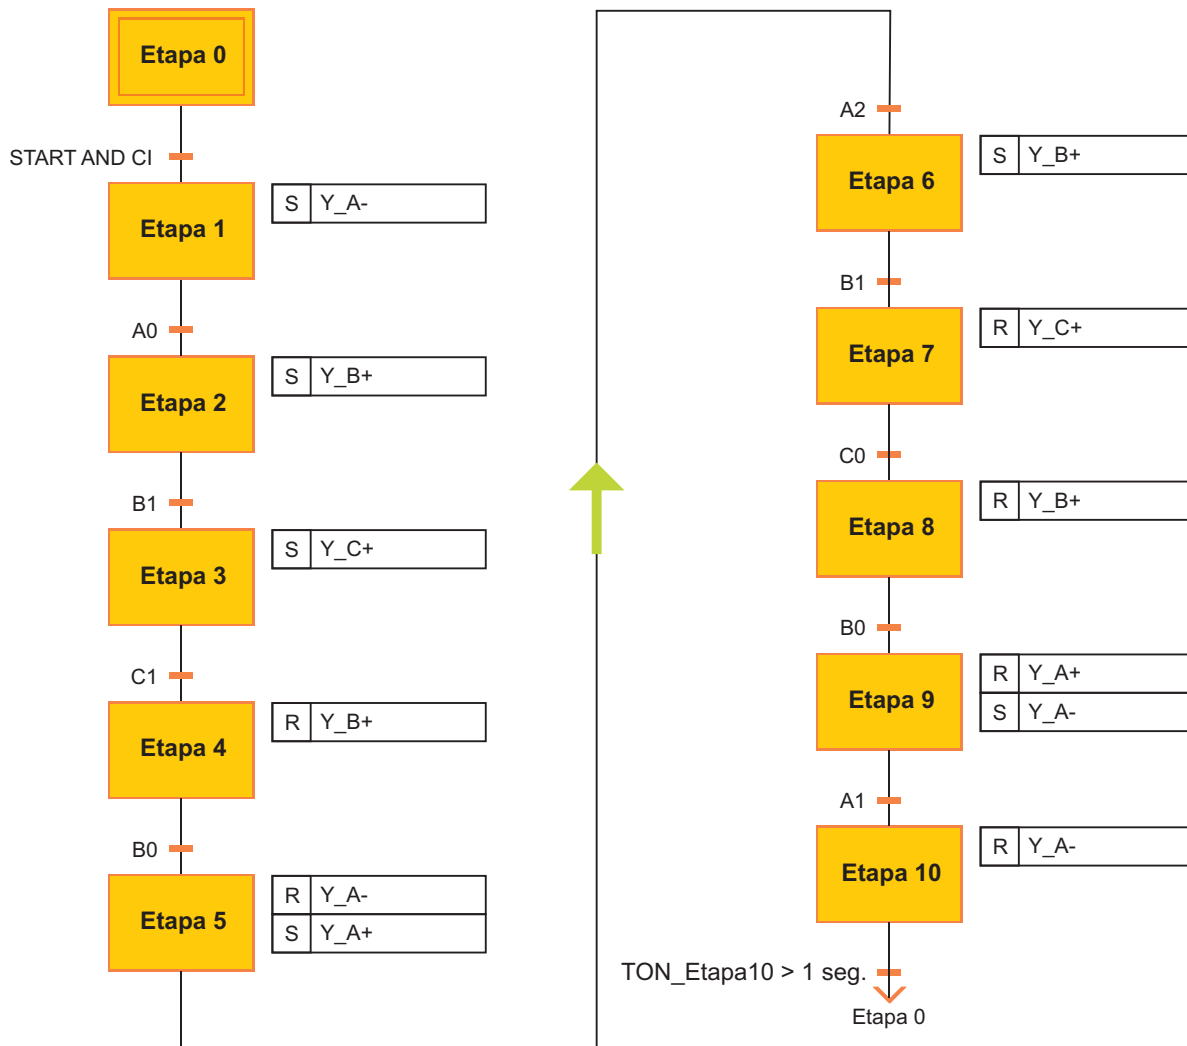 Etapa 0
START AND CI
Etapa 1
S Y_A-
A0
Etapa 2
S Y_B+
B1
Etapa 3
S Y_C+
C1
Etapa 4
R Y_B+
B0
Etapa 5
R Y_A-
S Y_A+
A2
Etapa 6
S Y_B+
B1
Etapa 7
R Y_C+
C0
Etapa 8
R Y_B+
B0
Etapa 9
R Y_A+
S Y_A-
A1
Etapa 10
R Y_A-
TON_Etapa10 > 1 seg.
Etapa 0